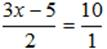 3x − 5 / 2 = 10 / 1